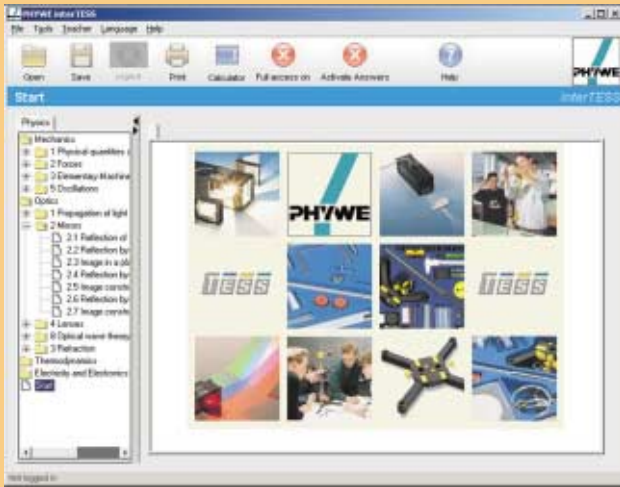 PHYWE interTESS
File Tools Teacher Language Help
Open Save Print Calculator Full access on Activate Answers Help
PHYWE
Start interTESS
Physics
Mechanics
1 Physical quantities
2 Forces
3 Elementary Machine
5 Oscillations
Optics
1 Propagation of light
2 Mirrors
2.1 Reflection of
2.2 Reflection by
2.3 Image in a pl
2.4 Reflection by
2.5 Image constr
2.6 Reflection by
2.7 Image constr
4 Lenses
8 Optical wave theory
3 Refraction
Thermodynamics
Electricity and Electronics
Start
PHYWE
TESS
TESS
Not logged in